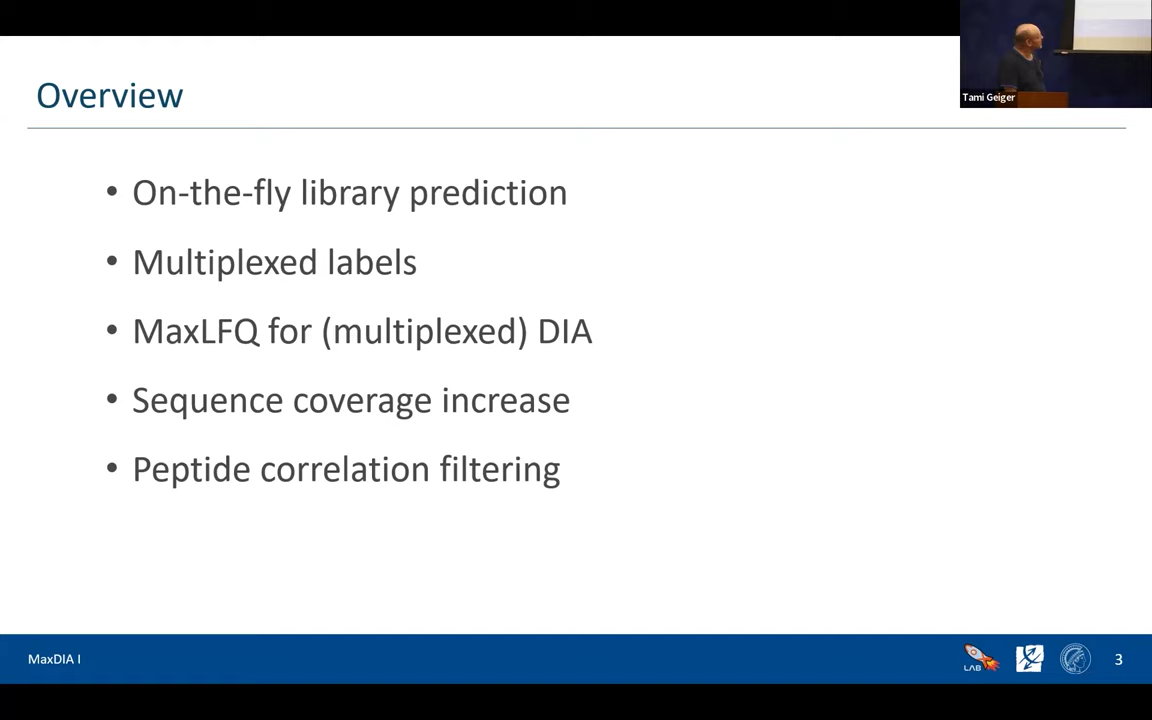 Overview
Tami Geiger
• On-the-fly library prediction
• Multiplexed labels
• MaxLFQ for (multiplexed) DIA
• Sequence coverage increase
• Peptide correlation filtering
MaxDIA I
LAB
3